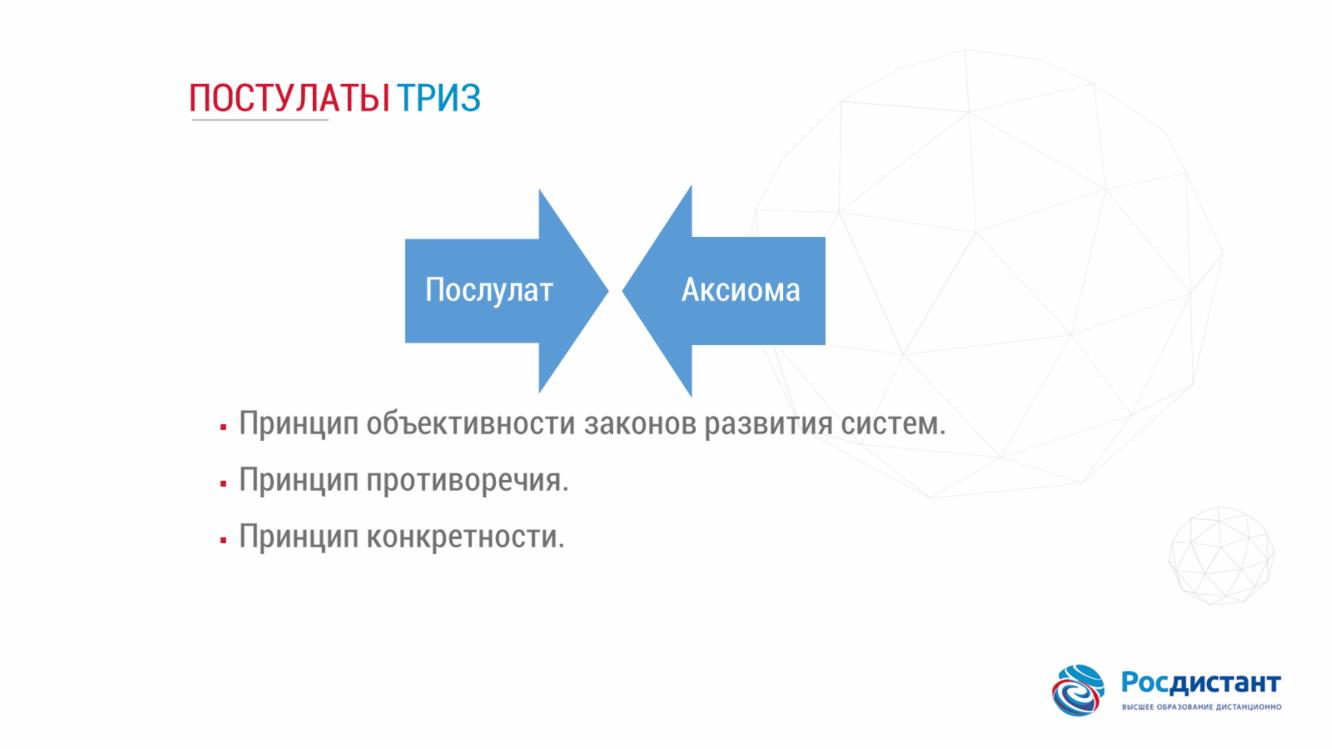 ПОСТУЛАТЫ ТРИЗ
Послулат
Аксиома
▪ Принцип объективности законов развития систем.
▪ Принцип противоречия.
▪ Принцип конкретности.
Росдистант
ВЫСШЕЕ ОБРАЗОВАНИЕ ДИСТАНЦИОННО